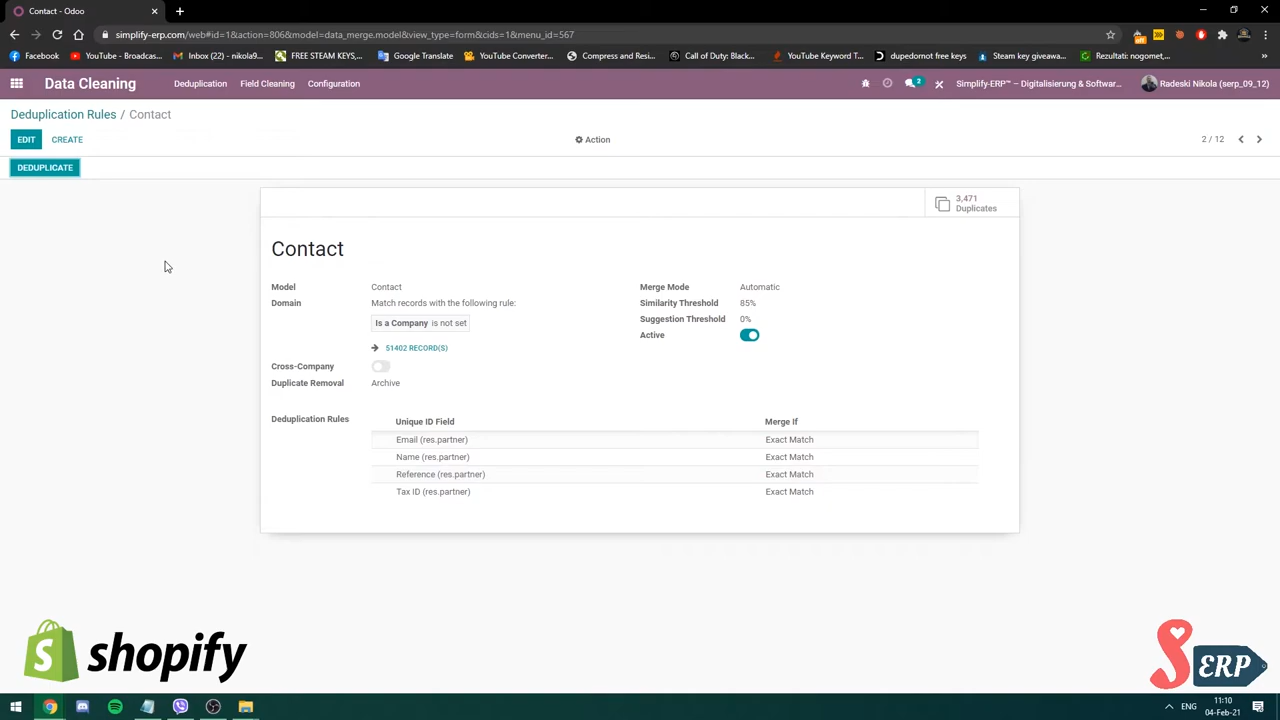 Contact - Odoo
simplify-erp.com/web#id=1&action=806&model=data_merge.model&view_type=form&cids=1&menu_id=567
Facebook
YouTube - Broadcas...
Inbox (22) - nikola9...
FREE STEAM KEYS,...
Google Translate
YouTube Converter...
Compress and Resi...
Call of Duty: Black...
YouTube Keyword T...
dupedornot free keys
Steam key giveawa...
Rezultati: nogomet,...
Data Cleaning
Deduplication
Field Cleaning
Configuration
2
Simplify-ERP™ – Digitalisierung & Softwar...
Radeski Nikola (serp_09_12)
Deduplication Rules / Contact
EDIT
CREATE
Action
2 / 12
DEDUPLICATE
3,471
Duplicates
Contact
Model
Contact
Merge Mode
Automatic
Domain
Match records with the following rule:
Similarity Threshold
85%
Is a Company is not set
Suggestion Threshold
0%
Active
51402 RECORD(S)
Cross-Company
Duplicate Removal
Archive
Deduplication Rules
Unique ID Field
Merge If
Email (res.partner)
Exact Match
Name (res.partner)
Exact Match
Reference (res.partner)
Exact Match
Tax ID (res.partner)
Exact Match
S shopify
S ERP
ENG
11:10
04-Feb-21